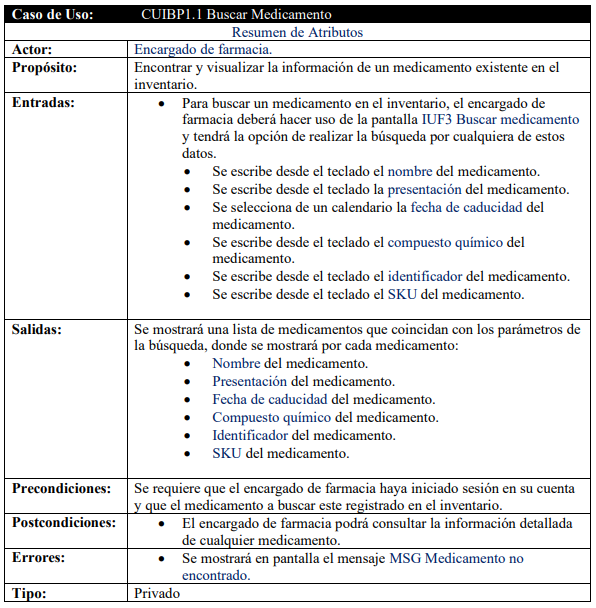 Caso de Uso: CUIBP1.1 Buscar Medicamento
Resumen de Atributos
Actor: Encargado de farmacia.
Propósito: Encontrar y visualizar la información de un medicamento existente en el
inventario.
Entradas: • Para buscar un medicamento en el inventario, el encargado de
farmacia deberá hacer uso de la pantalla IUF3 Buscar medicamento
y tendrá la opción de realizar la búsqueda por cualquiera de estos
datos.
• Se escribe desde el teclado el nombre del medicamento.
• Se escribe desde el teclado la presentación del medicamento.
• Se selecciona de un calendario la fecha de caducidad del
medicamento.
• Se escribe desde el teclado el compuesto químico del
medicamento.
• Se escribe desde el teclado el identificador del medicamento.
• Se escribe desde el teclado el SKU del medicamento.
Salidas: Se mostrará una lista de medicamentos que coincidan con los parámetros de
la búsqueda, donde se mostrará por cada medicamento:
• Nombre del medicamento.
• Presentación del medicamento.
• Fecha de caducidad del medicamento.
• Compuesto químico del medicamento.
• Identificador del medicamento.
• SKU del medicamento.
Precondiciones: Se requiere que el encargado de farmacia haya iniciado sesión en su cuenta
y que el medicamento a buscar este registrado en el inventario.
Postcondiciones: • El encargado de farmacia podrá consultar la información detallada
de cualquier medicamento.
Errores: • Se mostrará en pantalla el mensaje MSG Medicamento no
encontrado.
Tipo: Privado